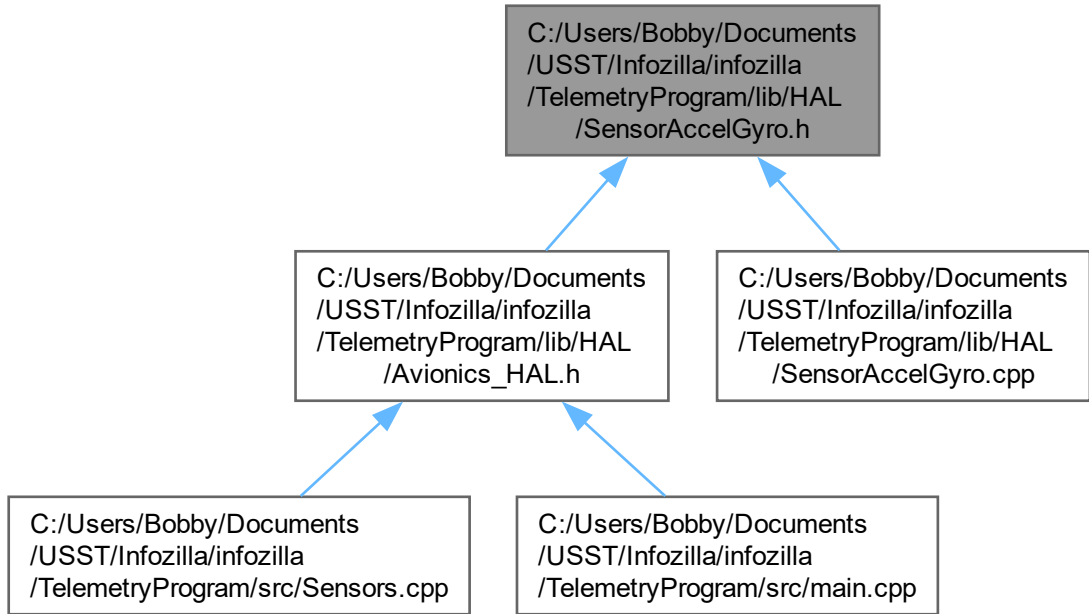 C:/Users/Bobby/Documents
/USST/Infozilla/infozilla
/TelemetryProgram/lib/HAL
/SensorAccelGyro.h
C:/Users/Bobby/Documents
/USST/Infozilla/infozilla
/TelemetryProgram/lib/HAL
/Avionics_HAL.h
C:/Users/Bobby/Documents
/USST/Infozilla/infozilla
/TelemetryProgram/lib/HAL
/SensorAccelGyro.cpp
C:/Users/Bobby/Documents
/USST/Infozilla/infozilla
/TelemetryProgram/src/Sensors.cpp
C:/Users/Bobby/Documents
/USST/Infozilla/infozilla
/TelemetryProgram/src/main.cpp